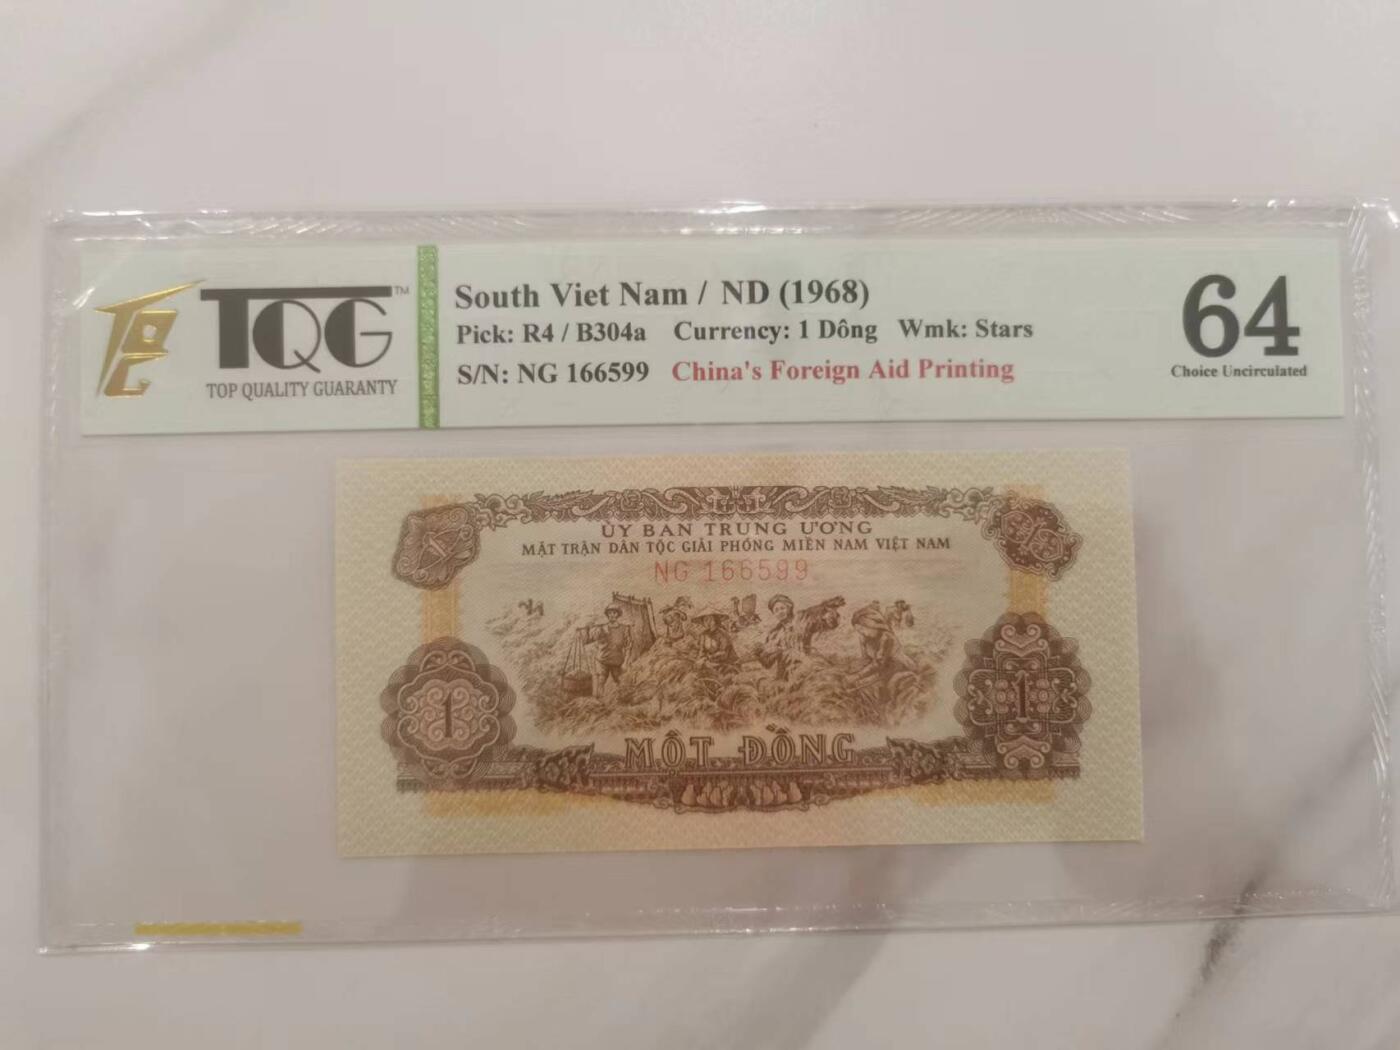 TQG™
TOP QUALITY GUARANTY
South Viet Nam / ND (1968)
Pick: R4 / B304a Currency: 1 Dông Wmk: Stars
S/N: NG 166599 China's Foreign Aid Printing
64
Choice Uncirculated
ỦY BAN TRUNG ƯƠNG
MẶT TRẬN DÂN TỘC GIẢI PHÓNG MIỀN NAM VIỆT NAM
NG 166599
1
1
MỘT ĐỒNG